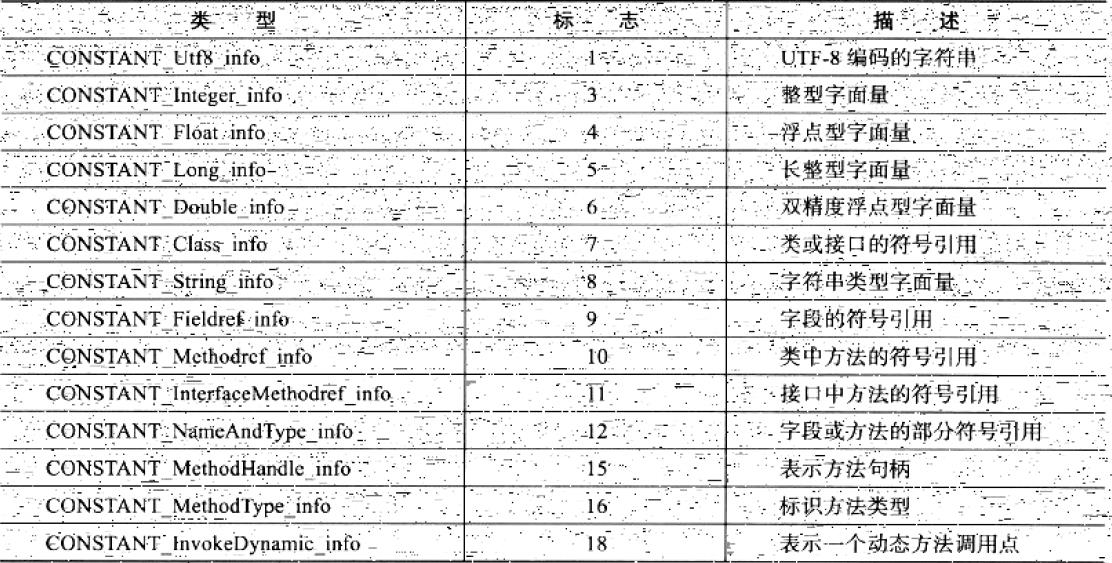 类 型 标 志 描 述
CONSTANT_Utf8_info 1 UTF-8 编码的字符串
CONSTANT_Integer_info 3 整型字面量
CONSTANT_Float_info 4 浮点型字面量
CONSTANT_Long_info 5 长整型字面量
CONSTANT_Double_info 6 双精度浮点型字面量
CONSTANT_Class_info 7 类或接口的符号引用
CONSTANT_String_info 8 字符串类型字面量
CONSTANT_Fieldref_info 9 字段的符号引用
CONSTANT_Methodref_info 10 类中方法的符号引用
CONSTANT_InterfaceMethodref_info 11 接口中方法的符号引用
CONSTANT_NameAndType_info 12 字段或方法的部分符号引用
CONSTANT_MethodHandle_info 15 表示方法句柄
CONSTANT_MethodType_info 16 标识方法类型
CONSTANT_InvokeDynamic_info 18 表示一个动态方法调用点